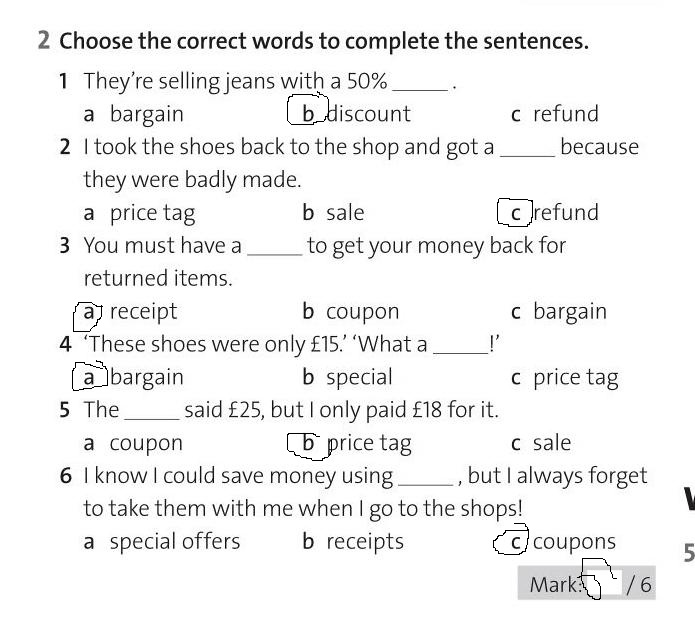 2 Choose the correct words to complete the sentences.
1 They're selling jeans with a 50% _____ .
a bargain b discount c refund
2 I took the shoes back to the shop and got a _____ because
they were badly made.
a price tag b sale c refund
3 You must have a _____ to get your money back for
returned items.
a receipt b coupon c bargain
4 ‘These shoes were only £15.’ ‘What a _____!’
a bargain b special c price tag
5 The _____ said £25, but I only paid £18 for it.
a coupon b price tag c sale
6 I know I could save money using _____ , but I always forget
to take them with me when I go to the shops!
a special offers b receipts c coupons
Mark: / 6
5